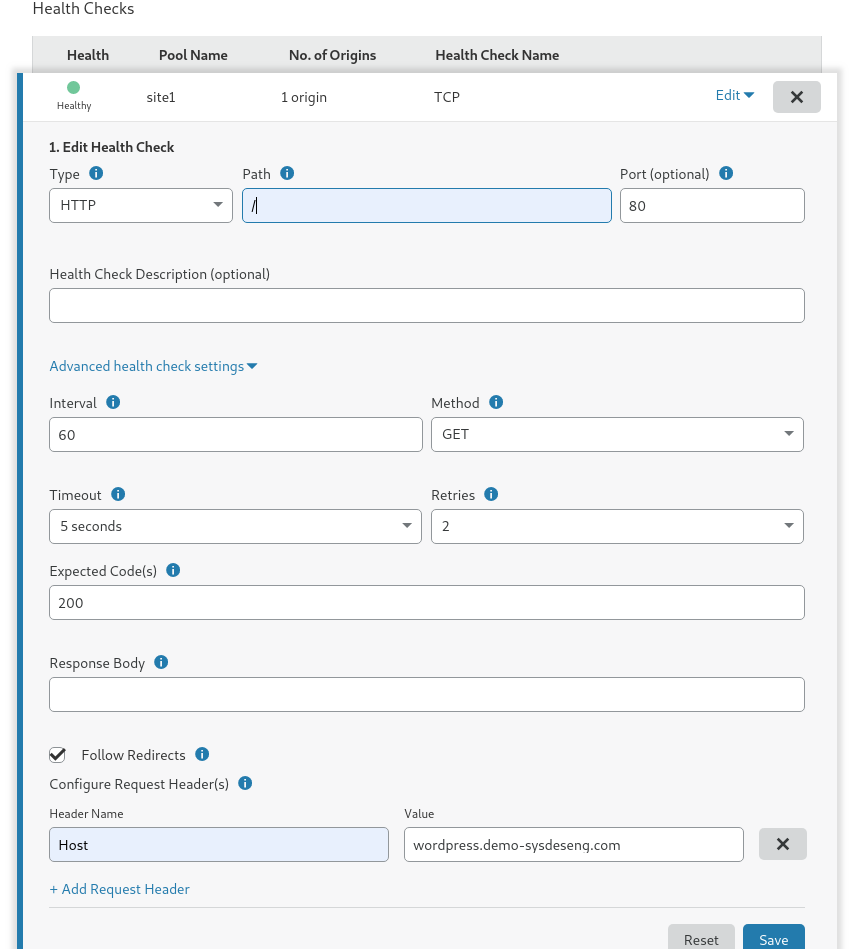 Health Checks
Health Pool Name No. of Origins Health Check Name
Healthy site1 1 origin TCP Edit
1. Edit Health Check
Type Path Port (optional)
HTTP / 80
Health Check Description (optional)
Advanced health check settings
Interval Method
60 GET
Timeout Retries
5 seconds 2
Expected Code(s)
200
Response Body
Follow Redirects
Configure Request Header(s)
Header Name Value
Host wordpress.demo-sysdeseng.com
+ Add Request Header
Reset Save